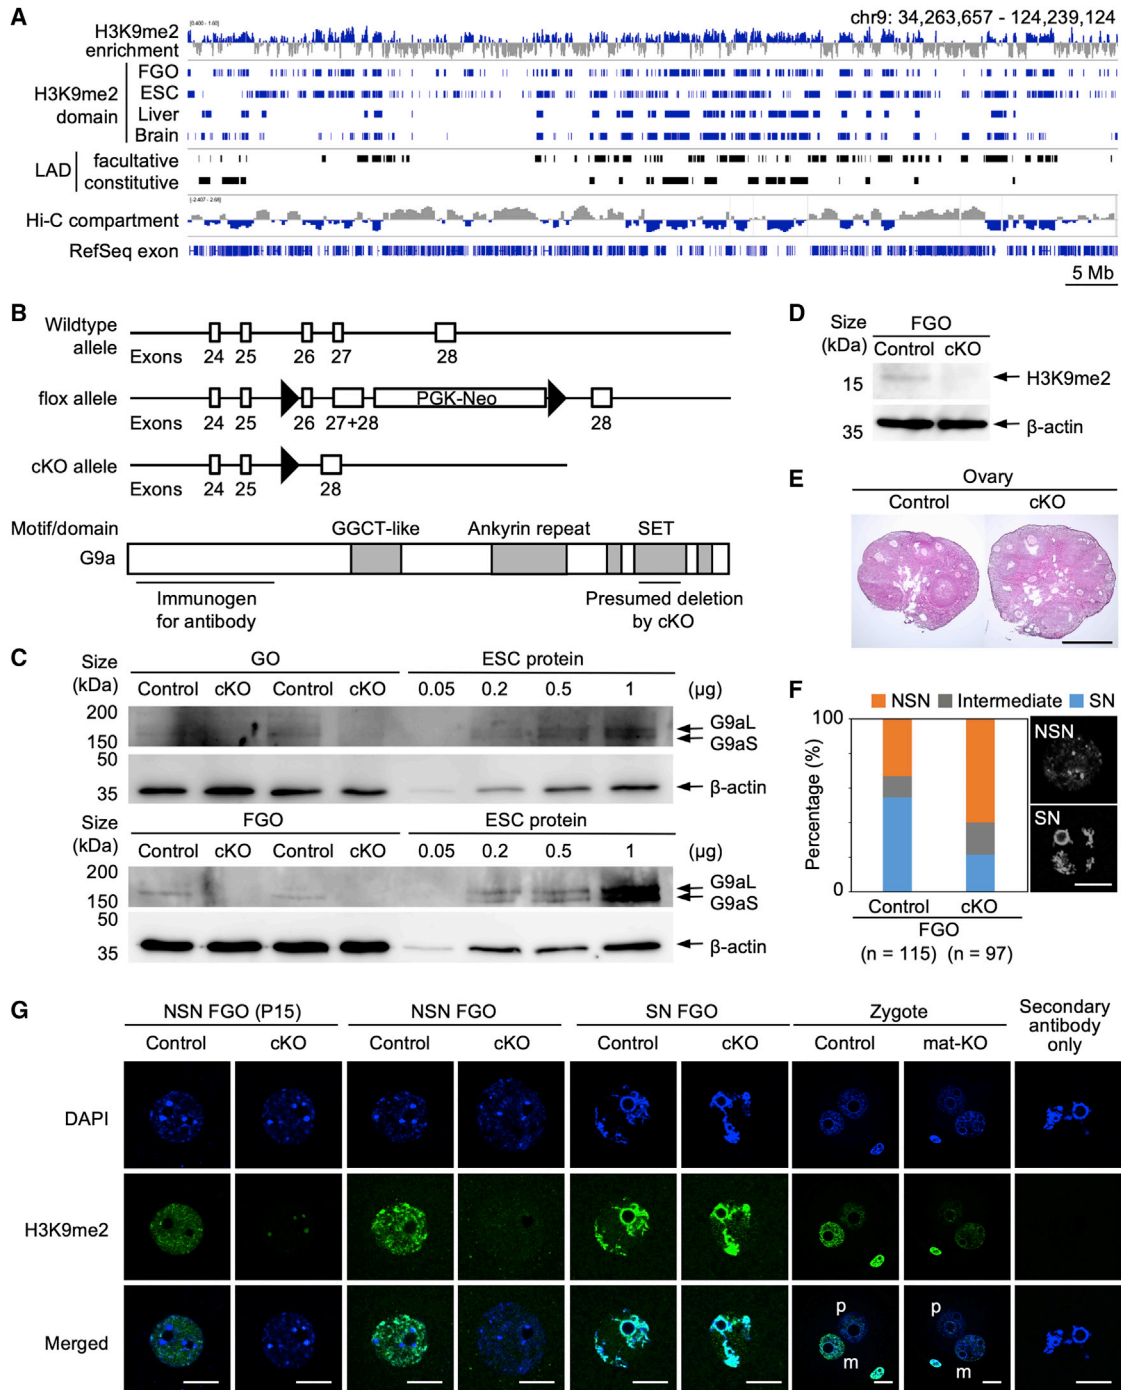 A
chr9: 34,263,657 - 124,239,124
H3K9me2
enrichment
[0.400 - 1.60]
H3K9me2
domain
FGO
ESC
Liver
Brain
LAD
facultative
constitutive
Hi-C compartment
[-2.407 - 2.68]
RefSeq exon
5 Mb
B
Wildtype
allele
Exons 24 25 26 27 28
flox allele
PGK-Neo
Exons 24 25 26 27+28 28
cKO allele
Exons 24 25 28
Motif/domain
GGCT-like Ankyrin repeat SET
G9a
Immunogen
for antibody
Presumed deletion
by cKO
C
Size
(kDa)
GO ESC protein
Control cKO Control cKO 0.05 0.2 0.5 1 (μg)
200
150
G9aL
G9aS
50
35
β-actin
Size
(kDa)
FGO ESC protein
Control cKO Control cKO 0.05 0.2 0.5 1 (μg)
200
150
G9aL
G9aS
50
35
β-actin
D
Size
(kDa)
FGO
Control cKO
15
H3K9me2
35
β-actin
E
Ovary
Control cKO
F
NSN Intermediate SN
100
Percentage (%)
0
Control cKO
FGO
(n = 115) (n = 97)
NSN
SN
G
NSN FGO (P15) NSN FGO SN FGO Zygote Secondary
antibody
only
Control cKO Control cKO Control cKO Control mat-KO
DAPI
H3K9me2
Merged
p
m
p
m